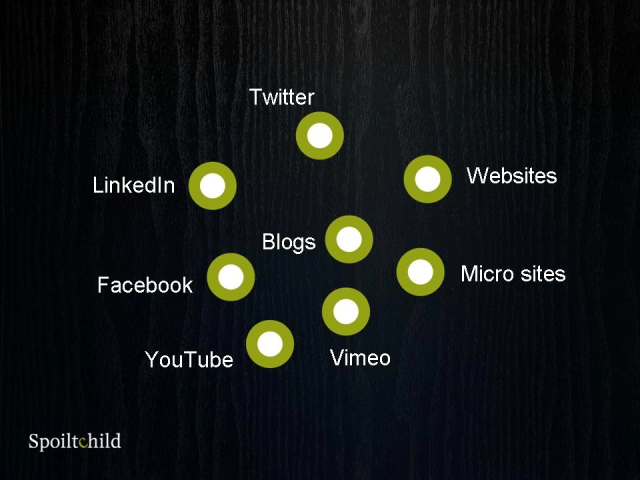 Twitter
LinkedIn
Websites
Blogs
Micro sites
Facebook
YouTube
Vimeo
Spoiltchild